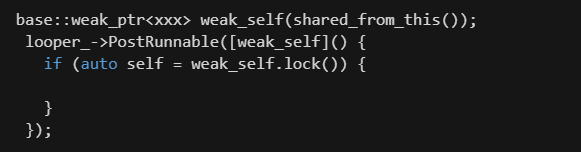 base::weak_ptr<xxx> weak_self(shared_from_this());
looper_->PostRunnable([weak_self]() {
if (auto self = weak_self.lock()) {
}
});